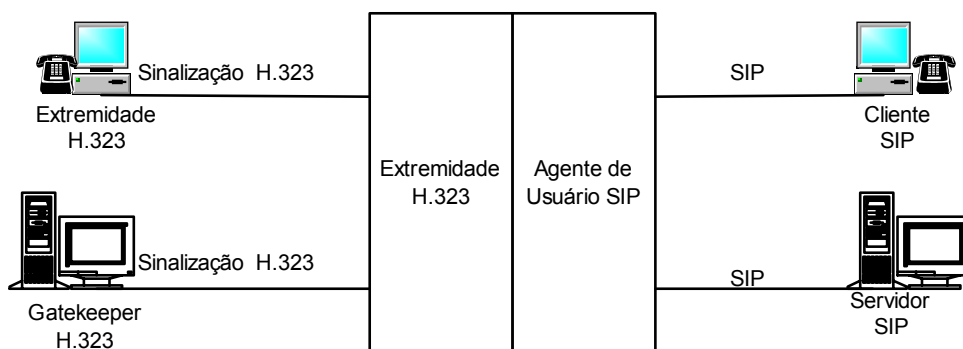 Sinalização H.323
Extremidade
H.323
Sinalização H.323
Gatekeeper
H.323
Extremidade
H.323
Agente de
Usuário SIP
SIP
Cliente
SIP
SIP
Servidor
SIP